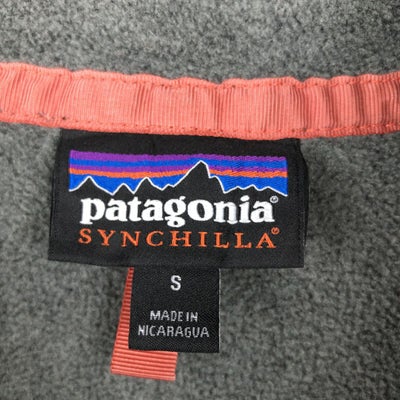 patagonia®
SYNCHILLA®
S
MADE IN
NICARAGUA